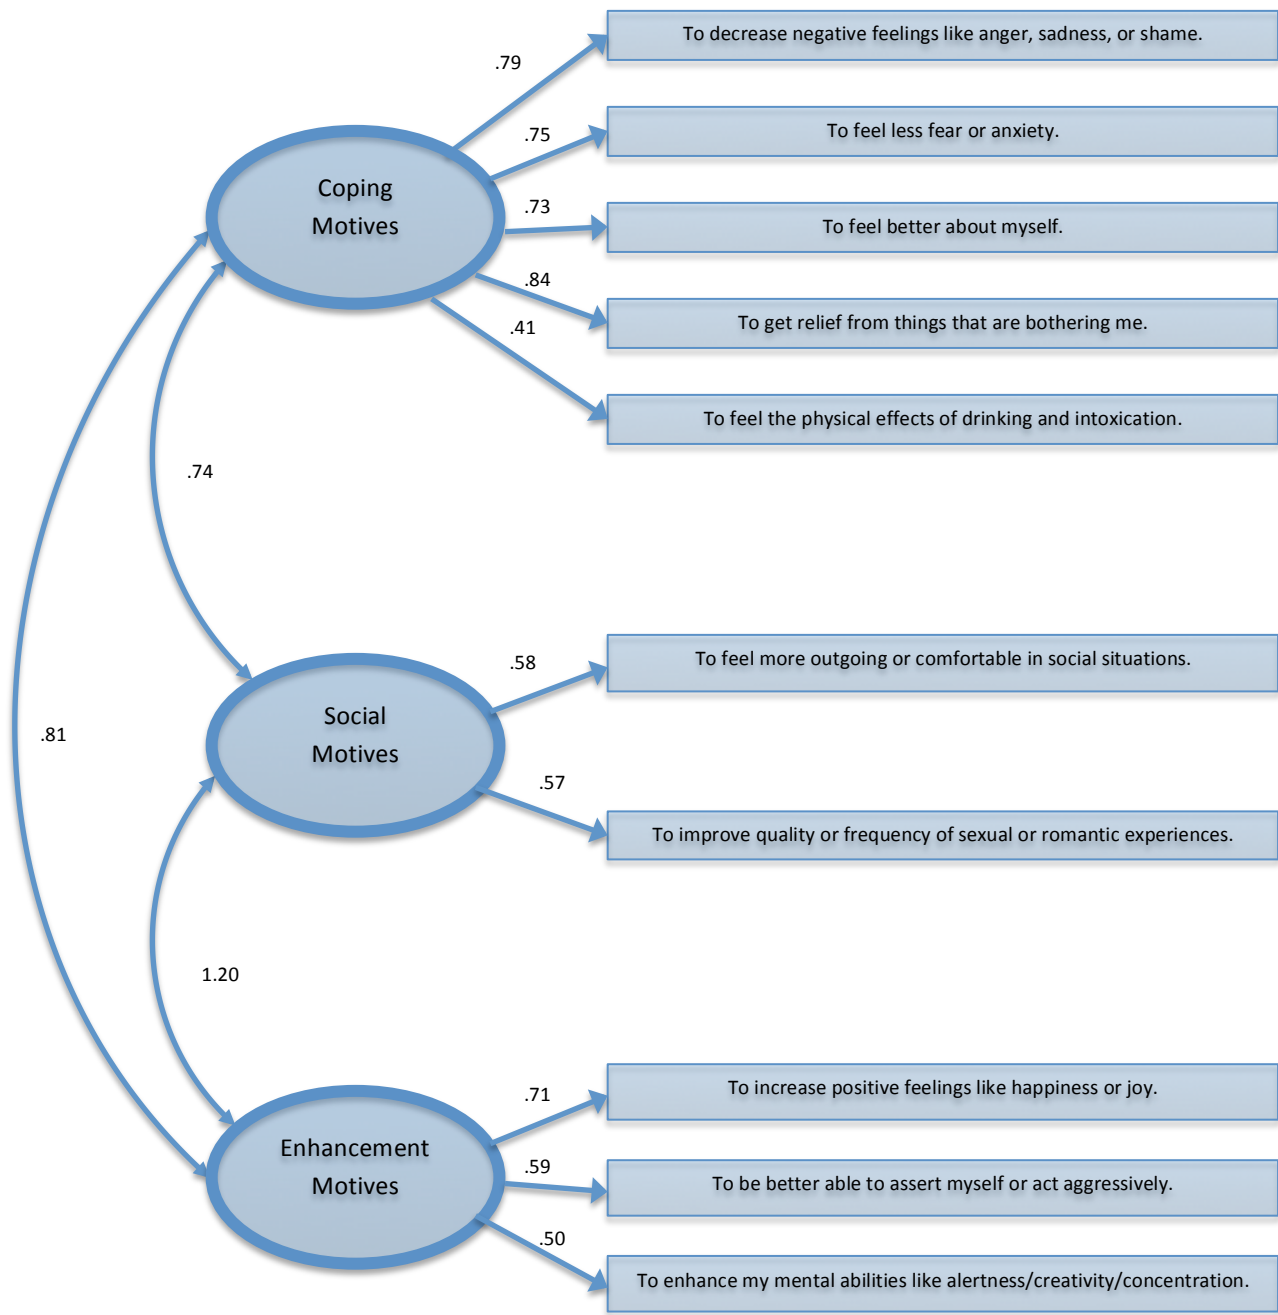 To decrease negative feelings like anger, sadness, or shame.
.79
To feel less fear or anxiety.
.75
Coping
Motives
.73
To feel better about myself.
.84
To get relief from things that are bothering me.
.41
To feel the physical effects of drinking and intoxication.
.74
.58
To feel more outgoing or comfortable in social situations.
Social
Motives
.81
.57
To improve quality or frequency of sexual or romantic experiences.
1.20
.71
To increase positive feelings like happiness or joy.
Enhancement
Motives
.59
To be better able to assert myself or act aggressively.
.50
To enhance my mental abilities like alertness/creativity/concentration.